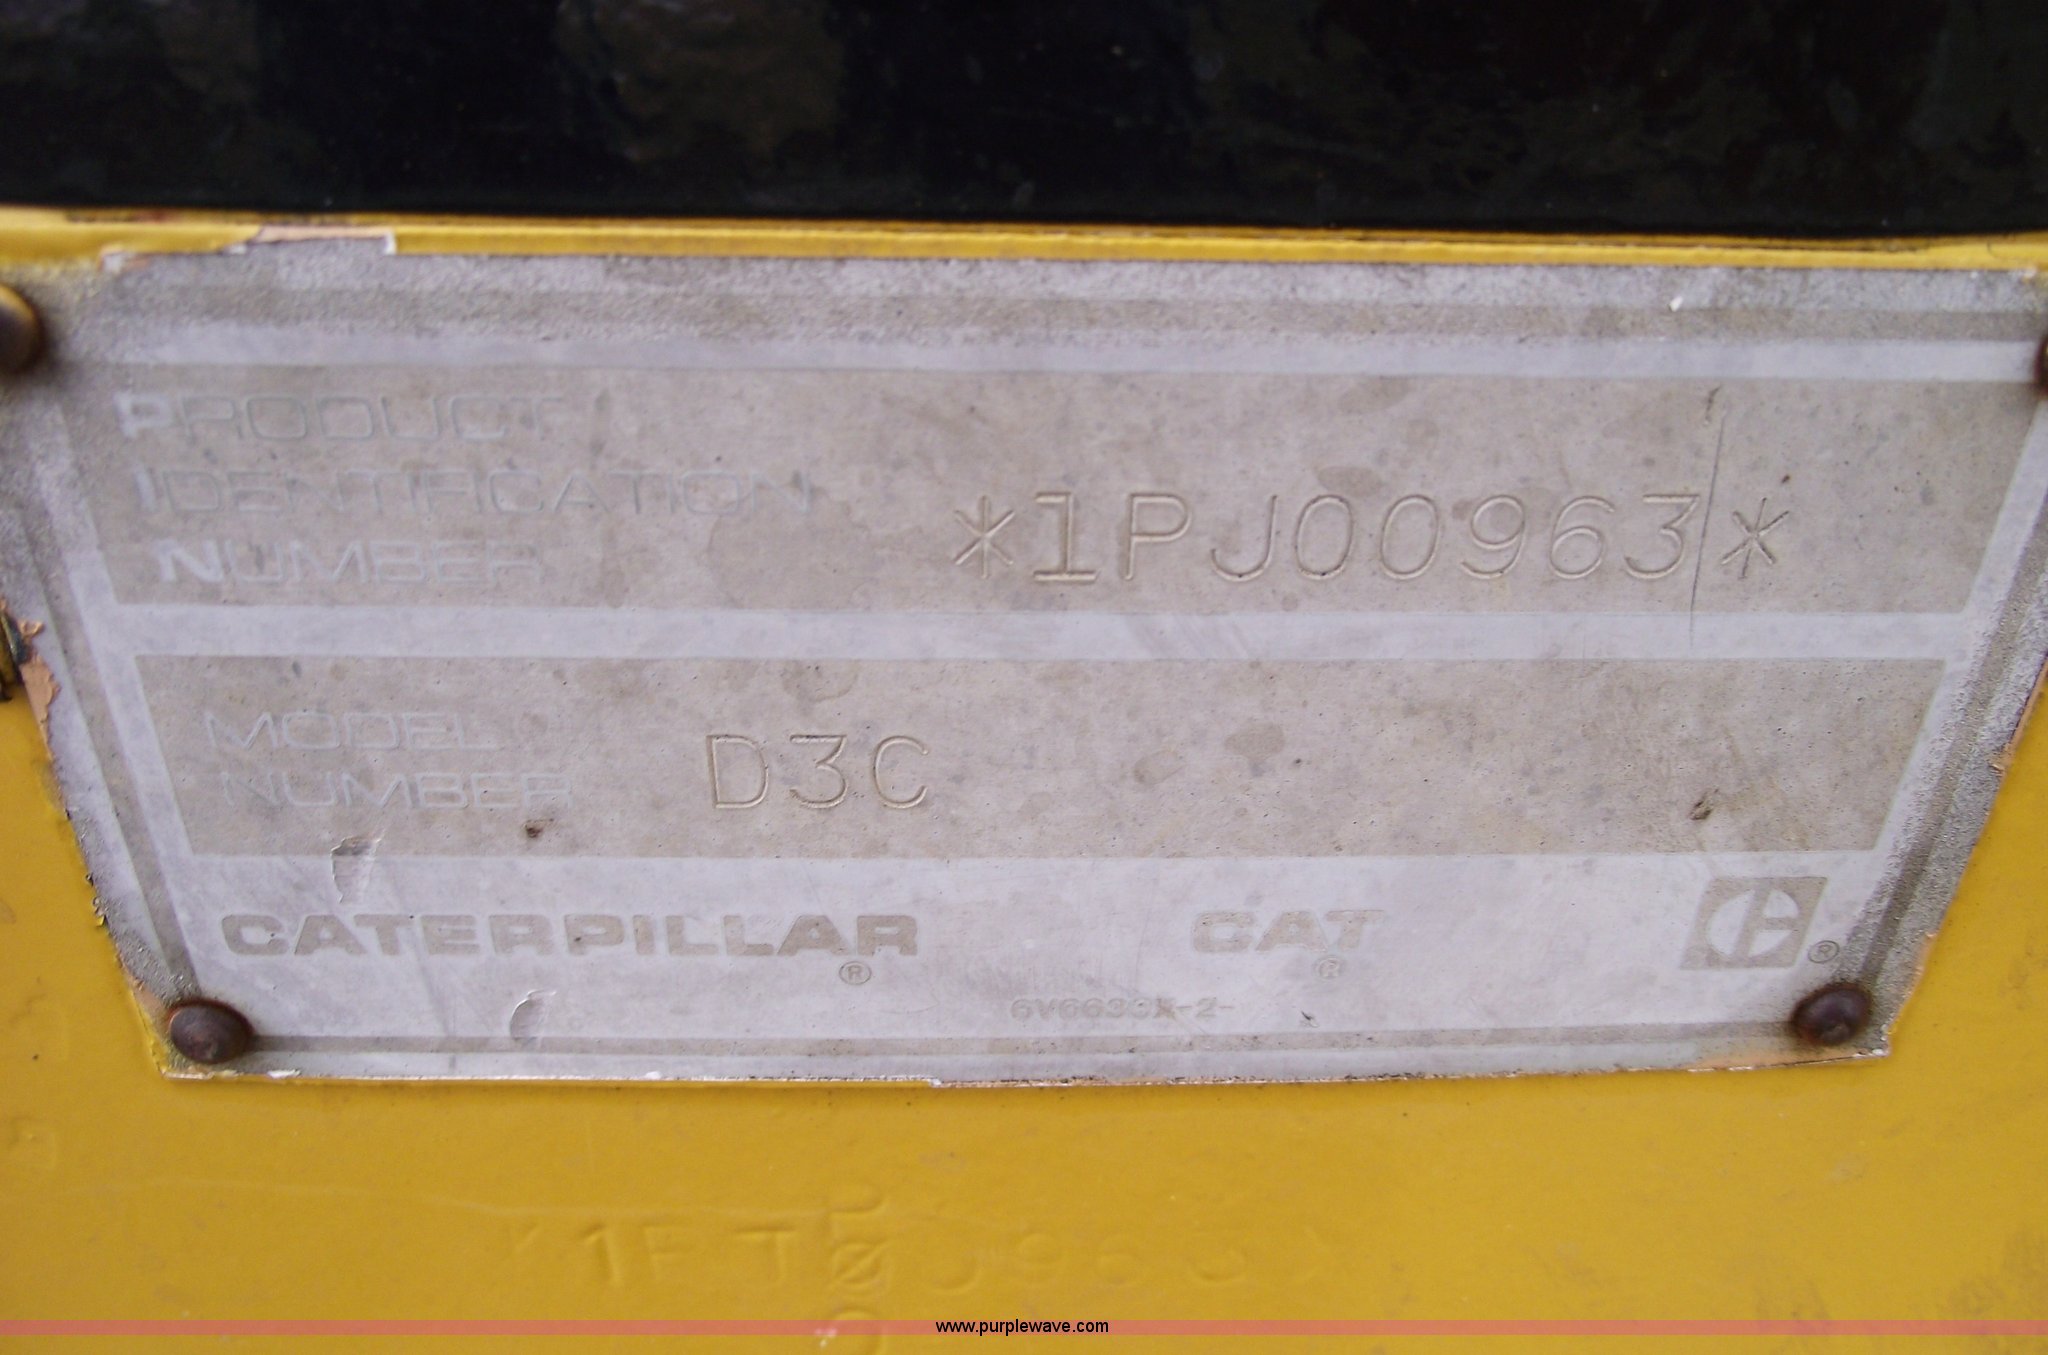 PRODUCT
IDENTIFICATION
NUMBER
*1PJ00963*
MODEL
NUMBER
D3C
CATERPILLAR ®
CAT ®
®
www.purplewave.com